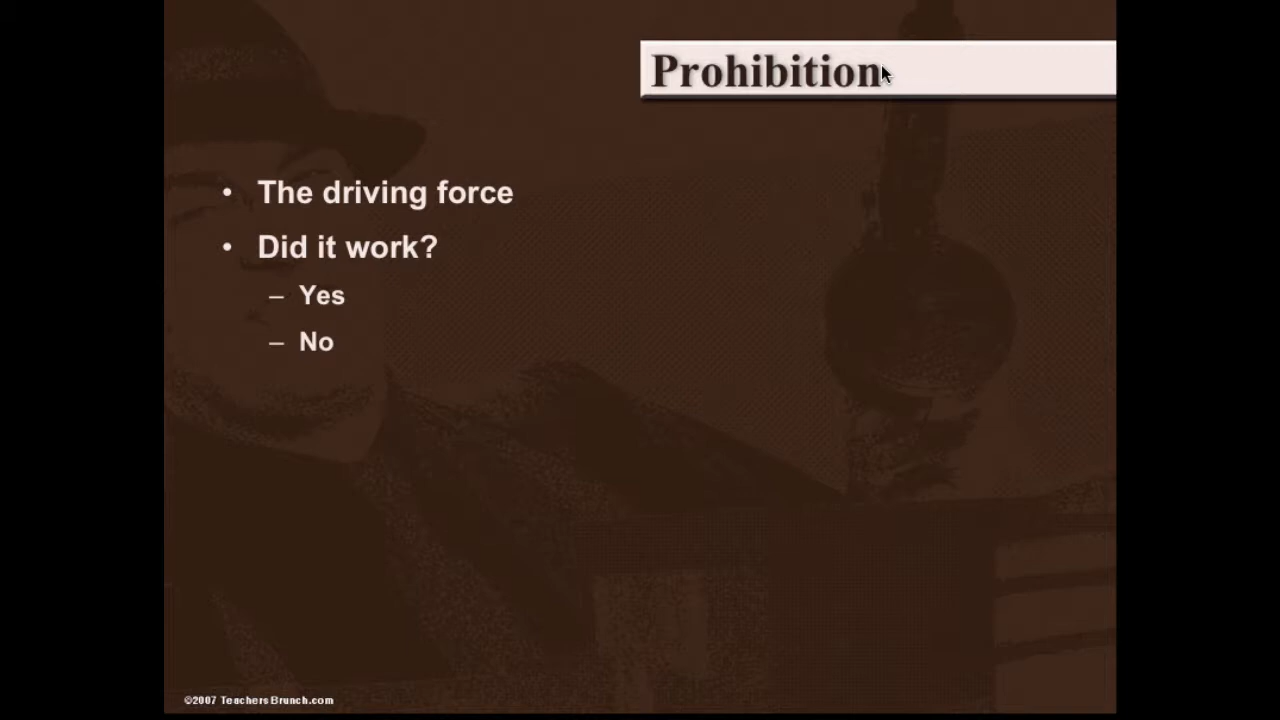 Prohibition
• The driving force
• Did it work?
– Yes
– No
©2007 TeachersBrunch.com